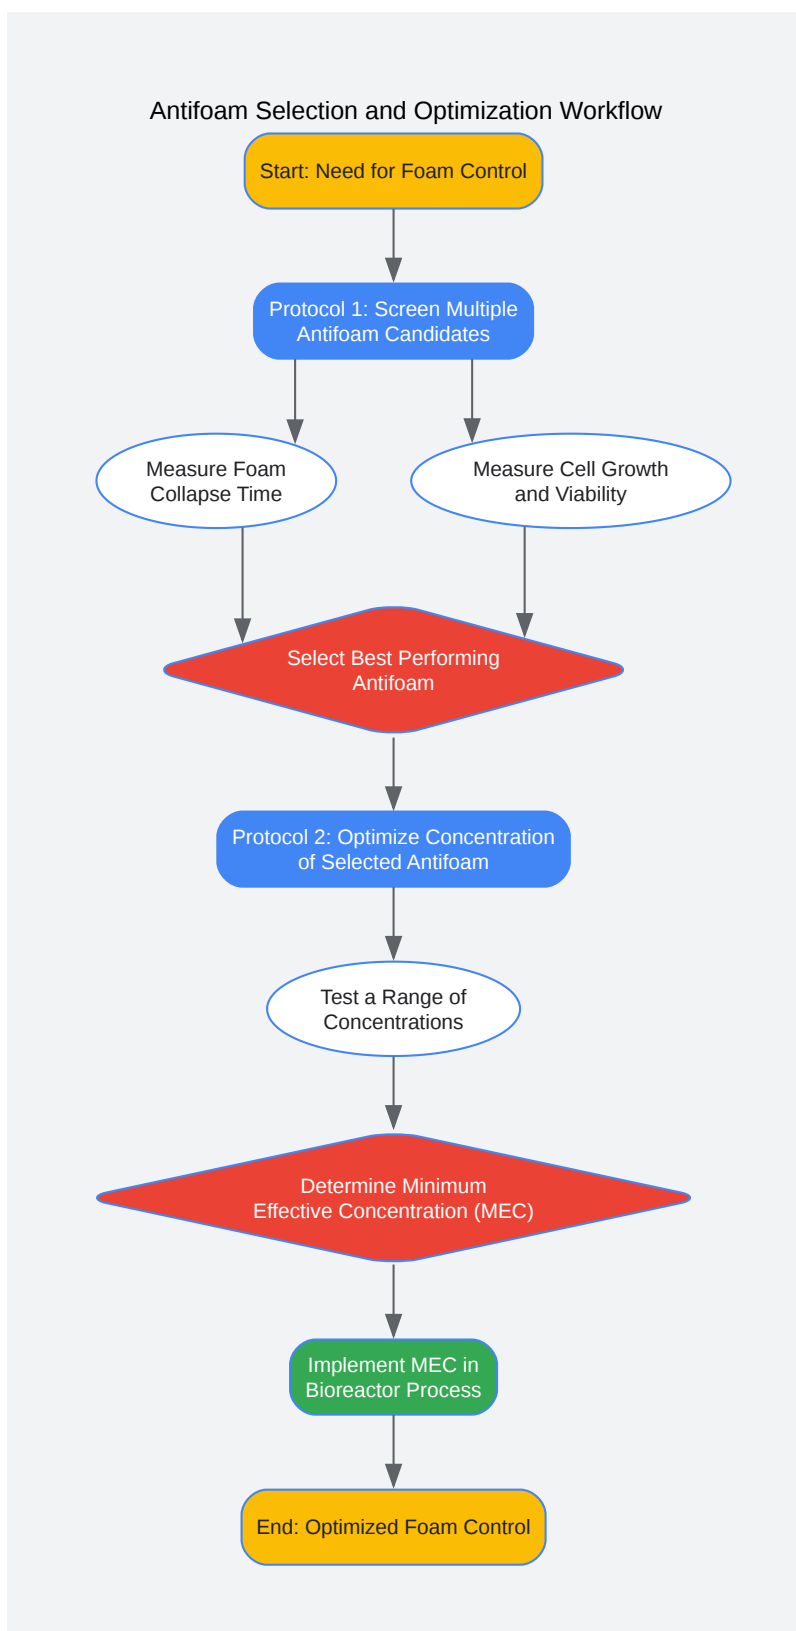 Antifoam Selection and Optimization Workflow
Start: Need for Foam Control
Protocol 1: Screen Multiple
Antifoam Candidates
Measure Foam
Collapse Time
Measure Cell Growth
and Viability
Select Best Performing
Antifoam
Protocol 2: Optimize Concentration
of Selected Antifoam
Test a Range of
Concentrations
Determine Minimum
Effective Concentration (MEC)
Implement MEC in
Bioreactor Process
End: Optimized Foam Control